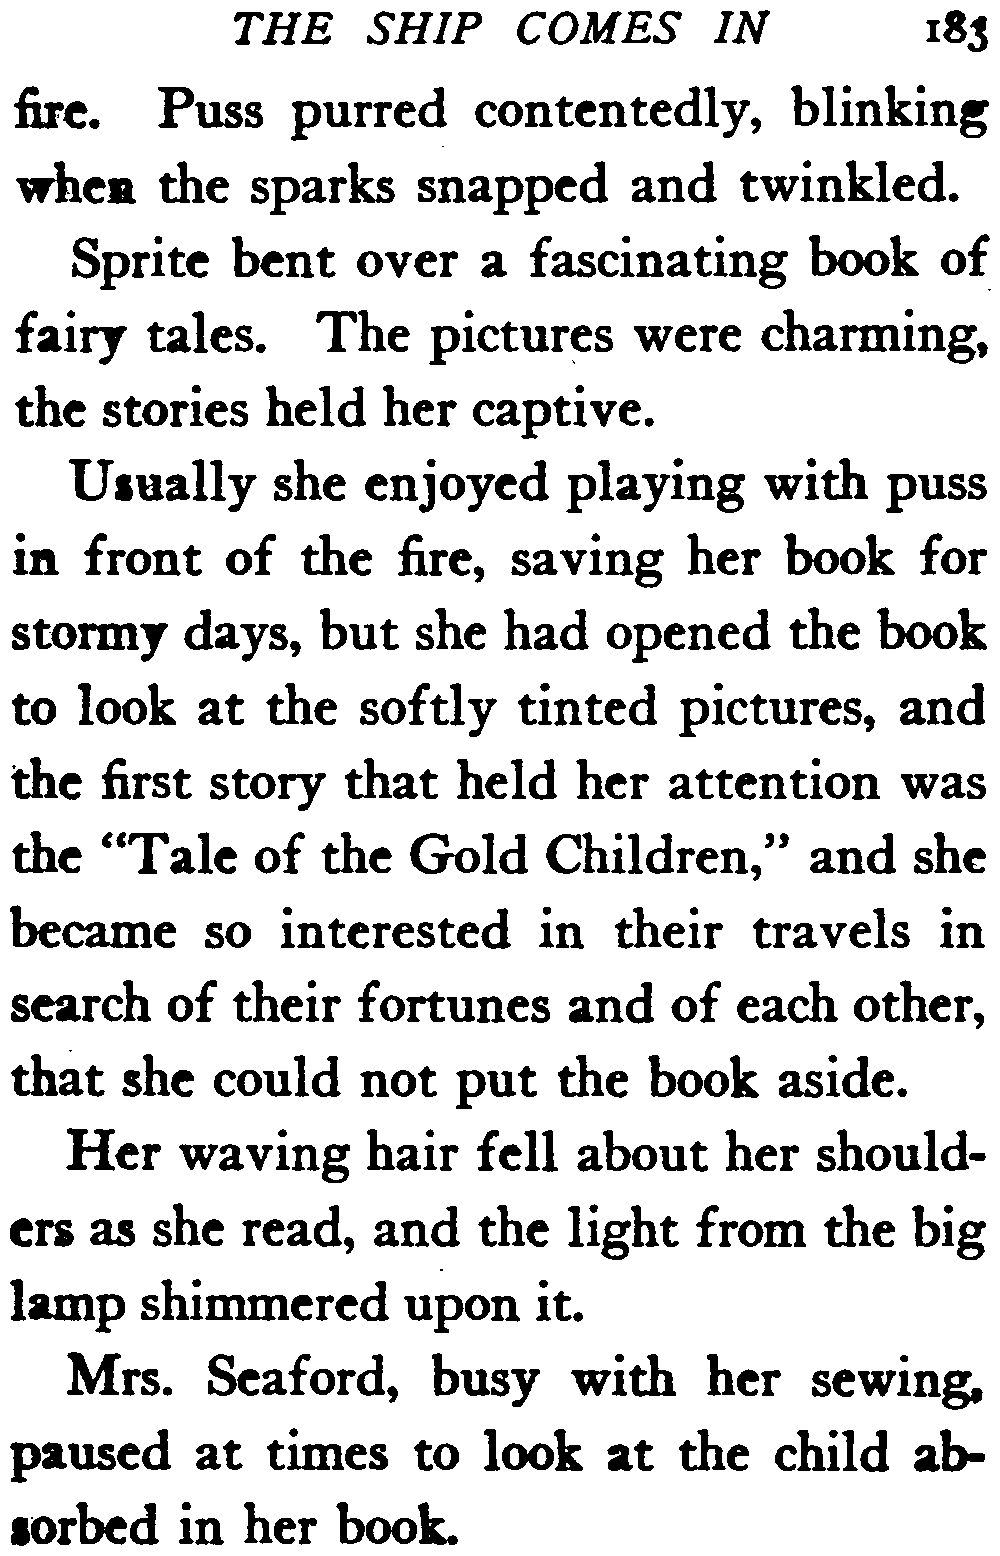 THE SHIP COMES IN 183
fire. Puss purred contentedly, blinking
when the sparks snapped and twinkled.
Sprite bent over a fascinating book of
fairy tales. The pictures were charming,
the stories held her captive.
Usually she enjoyed playing with puss
in front of the fire, saving her book for
stormy days, but she had opened the book
to look at the softly tinted pictures, and
the first story that held her attention was
the “Tale of the Gold Children,” and she
became so interested in their travels in
search of their fortunes and of each other,
that she could not put the book aside.
Her waving hair fell about her should-
ers as she read, and the light from the big
lamp shimmered upon it.
Mrs. Seaford, busy with her sewing,
paused at times to look at the child ab-
sorbed in her book.